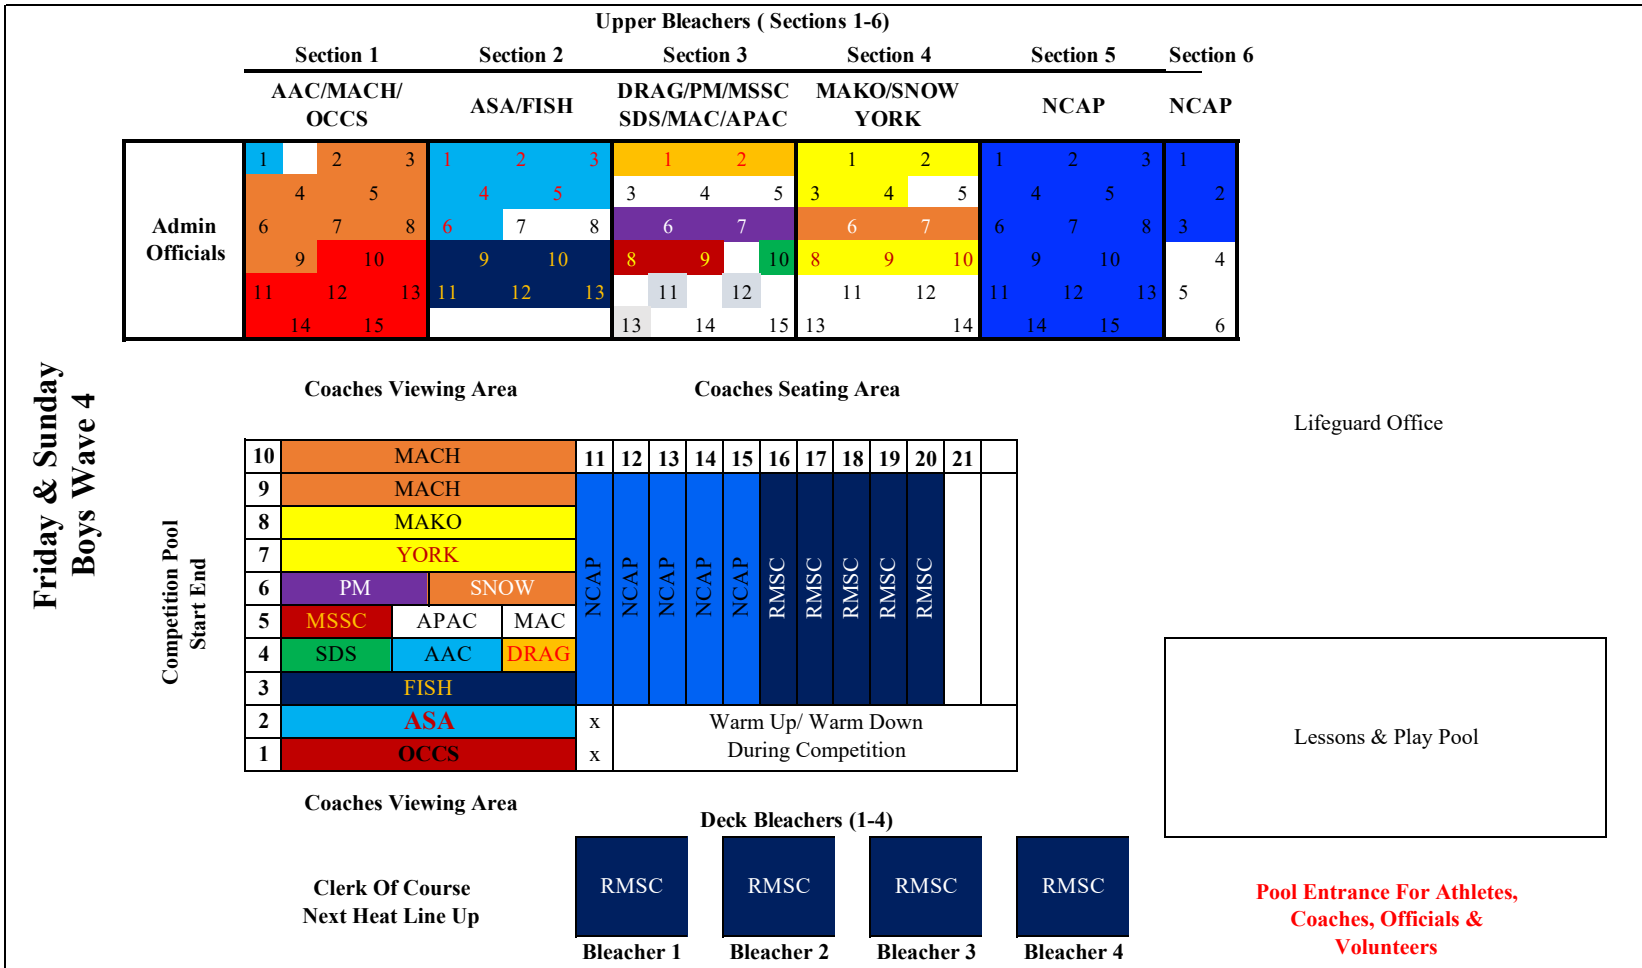 Upper Bleachers ( Sections 1-6)
Section 1 Section 2 Section 3 Section 4 Section 5 Section 6
AAC/MACH/ DRAG/PM/MSSC MAKO/SNOW
OCCS ASA/FISH SDS/MAC/APAC YORK NCAP NCAP
1 2 3 1 2 3 1 2 1 2 1 2 3 1
4 5 4 5 3 4 5 3 4 5 4 5 2
Admin
Officials
6 7 8 6 7 8 6 7 6 7 6 7 8 3
9 10 9 10 8 9 10 8 9 10 9 10 4
11 12 13 11 12 13 11 12 11 12 11 12 13 5
14 15 13 14 15 13 14 14 15 6
Friday & Sunday
Boys Wave 4
Coaches Viewing Area Coaches Seating Area
Lifeguard Office
Competition Pool
Start End
10 MACH 11 12 13 14 15 16 17 18 19 20 21
9 MACH
8 MAKO
7 YORK
6 PM SNOW
5 MSSC APAC MAC
4 SDS AAC DRAG
3 FISH
NCAP NCAP NCAP NCAP NCAP RMSC RMSC RMSC RMSC RMSC
2 ASA x Warm Up/ Warm Down
1 OCCS x During Competition
Lessons & Play Pool
Coaches Viewing Area
Deck Bleachers (1-4)
Clerk Of Course
Next Heat Line Up
RMSC RMSC RMSC RMSC
Bleacher 1 Bleacher 2 Bleacher 3 Bleacher 4
Pool Entrance For Athletes,
Coaches, Officials &
Volunteers